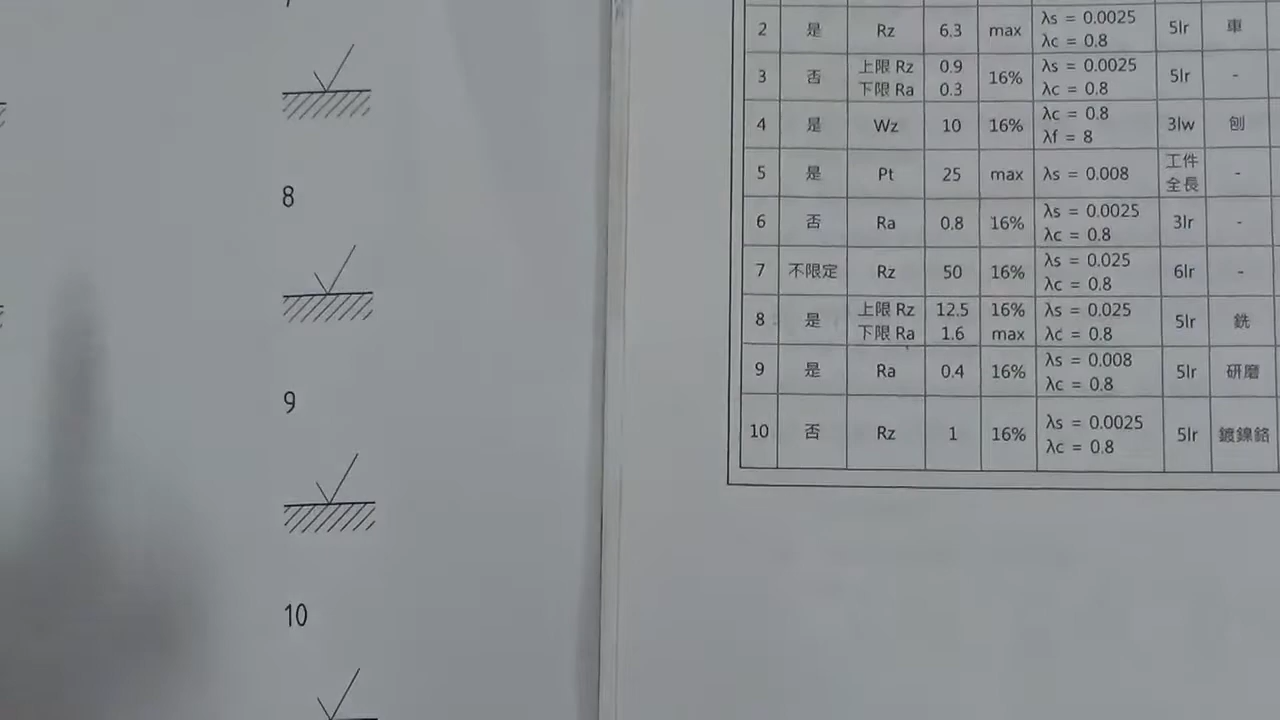 8
9
10
2 是 Rz 6.3 max λs = 0.0025 λc = 0.8 5lr 車
3 否 上限 Rz 下限 Ra 0.9 0.3 16% λs = 0.0025 λc = 0.8 5lr -
4 是 Wz 10 16% λc = 0.8 λf = 8 3lw 刨
5 是 Pt 25 max λs = 0.008 工件全長 -
6 否 Ra 0.8 16% λs = 0.0025 λc = 0.8 3lr -
7 不限定 Rz 50 16% λs = 0.025 λc = 0.8 6lr -
8 是 上限 Rz 下限 Ra 12.5 1.6 16% max λs = 0.025 λc = 0.8 5lr 銑
9 是 Ra 0.4 16% λs = 0.008 λc = 0.8 5lr 研磨
10 否 Rz 1 16% λs = 0.0025 λc = 0.8 5lr 鍍鎳鉻